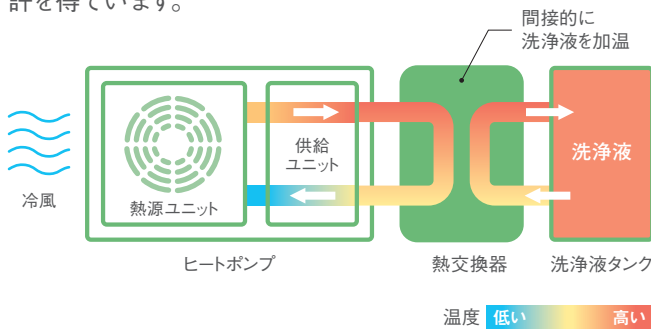 計を得ています。
間接的に
洗浄液を加温
供給
ユニット
洗浄液
冷風
熱源ユニット
ヒートポンプ
熱交換器
洗浄液タンク
温度 低い 高い